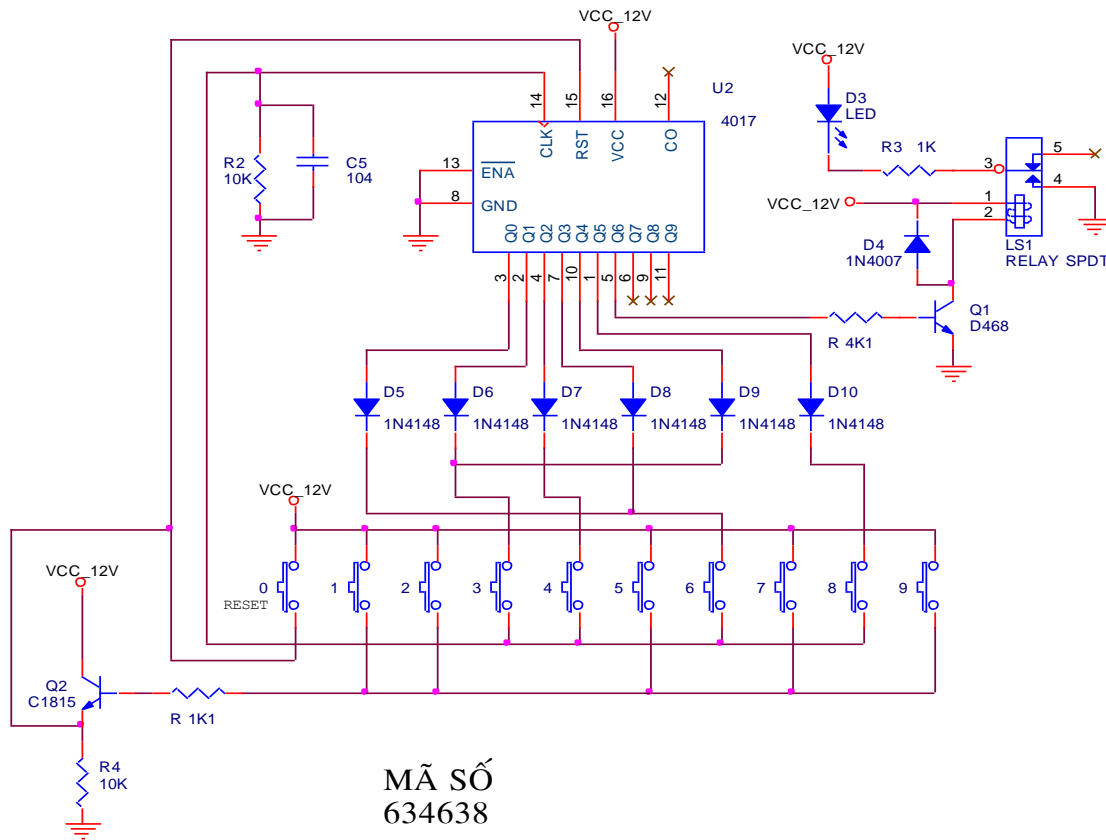 VCC_12V
VCC_12V
14
15
16
12
U2
4017
D3
LED
CLK
RST
VCC
CO
R2
10K
C5
104
13
ENA
8
GND
R3 1K
3
5
4
VCC_12V
1
2
Q0
Q1
Q2
Q3
Q4
Q5
Q6
Q7
Q8
Q9
3
2
4
7
10
1
5
6
9
11
D4
1N4007
LS1
RELAY SPDT
Q1
D468
R 4K1
D5
1N4148
D6
1N4148
D7
1N4148
D8
1N4148
D9
1N4148
D10
1N4148
VCC_12V
VCC_12V
0
RESET
1
2
3
4
5
6
7
8
9
Q2
C1815
R 1K1
R4
10K
MÃ SỐ
634638